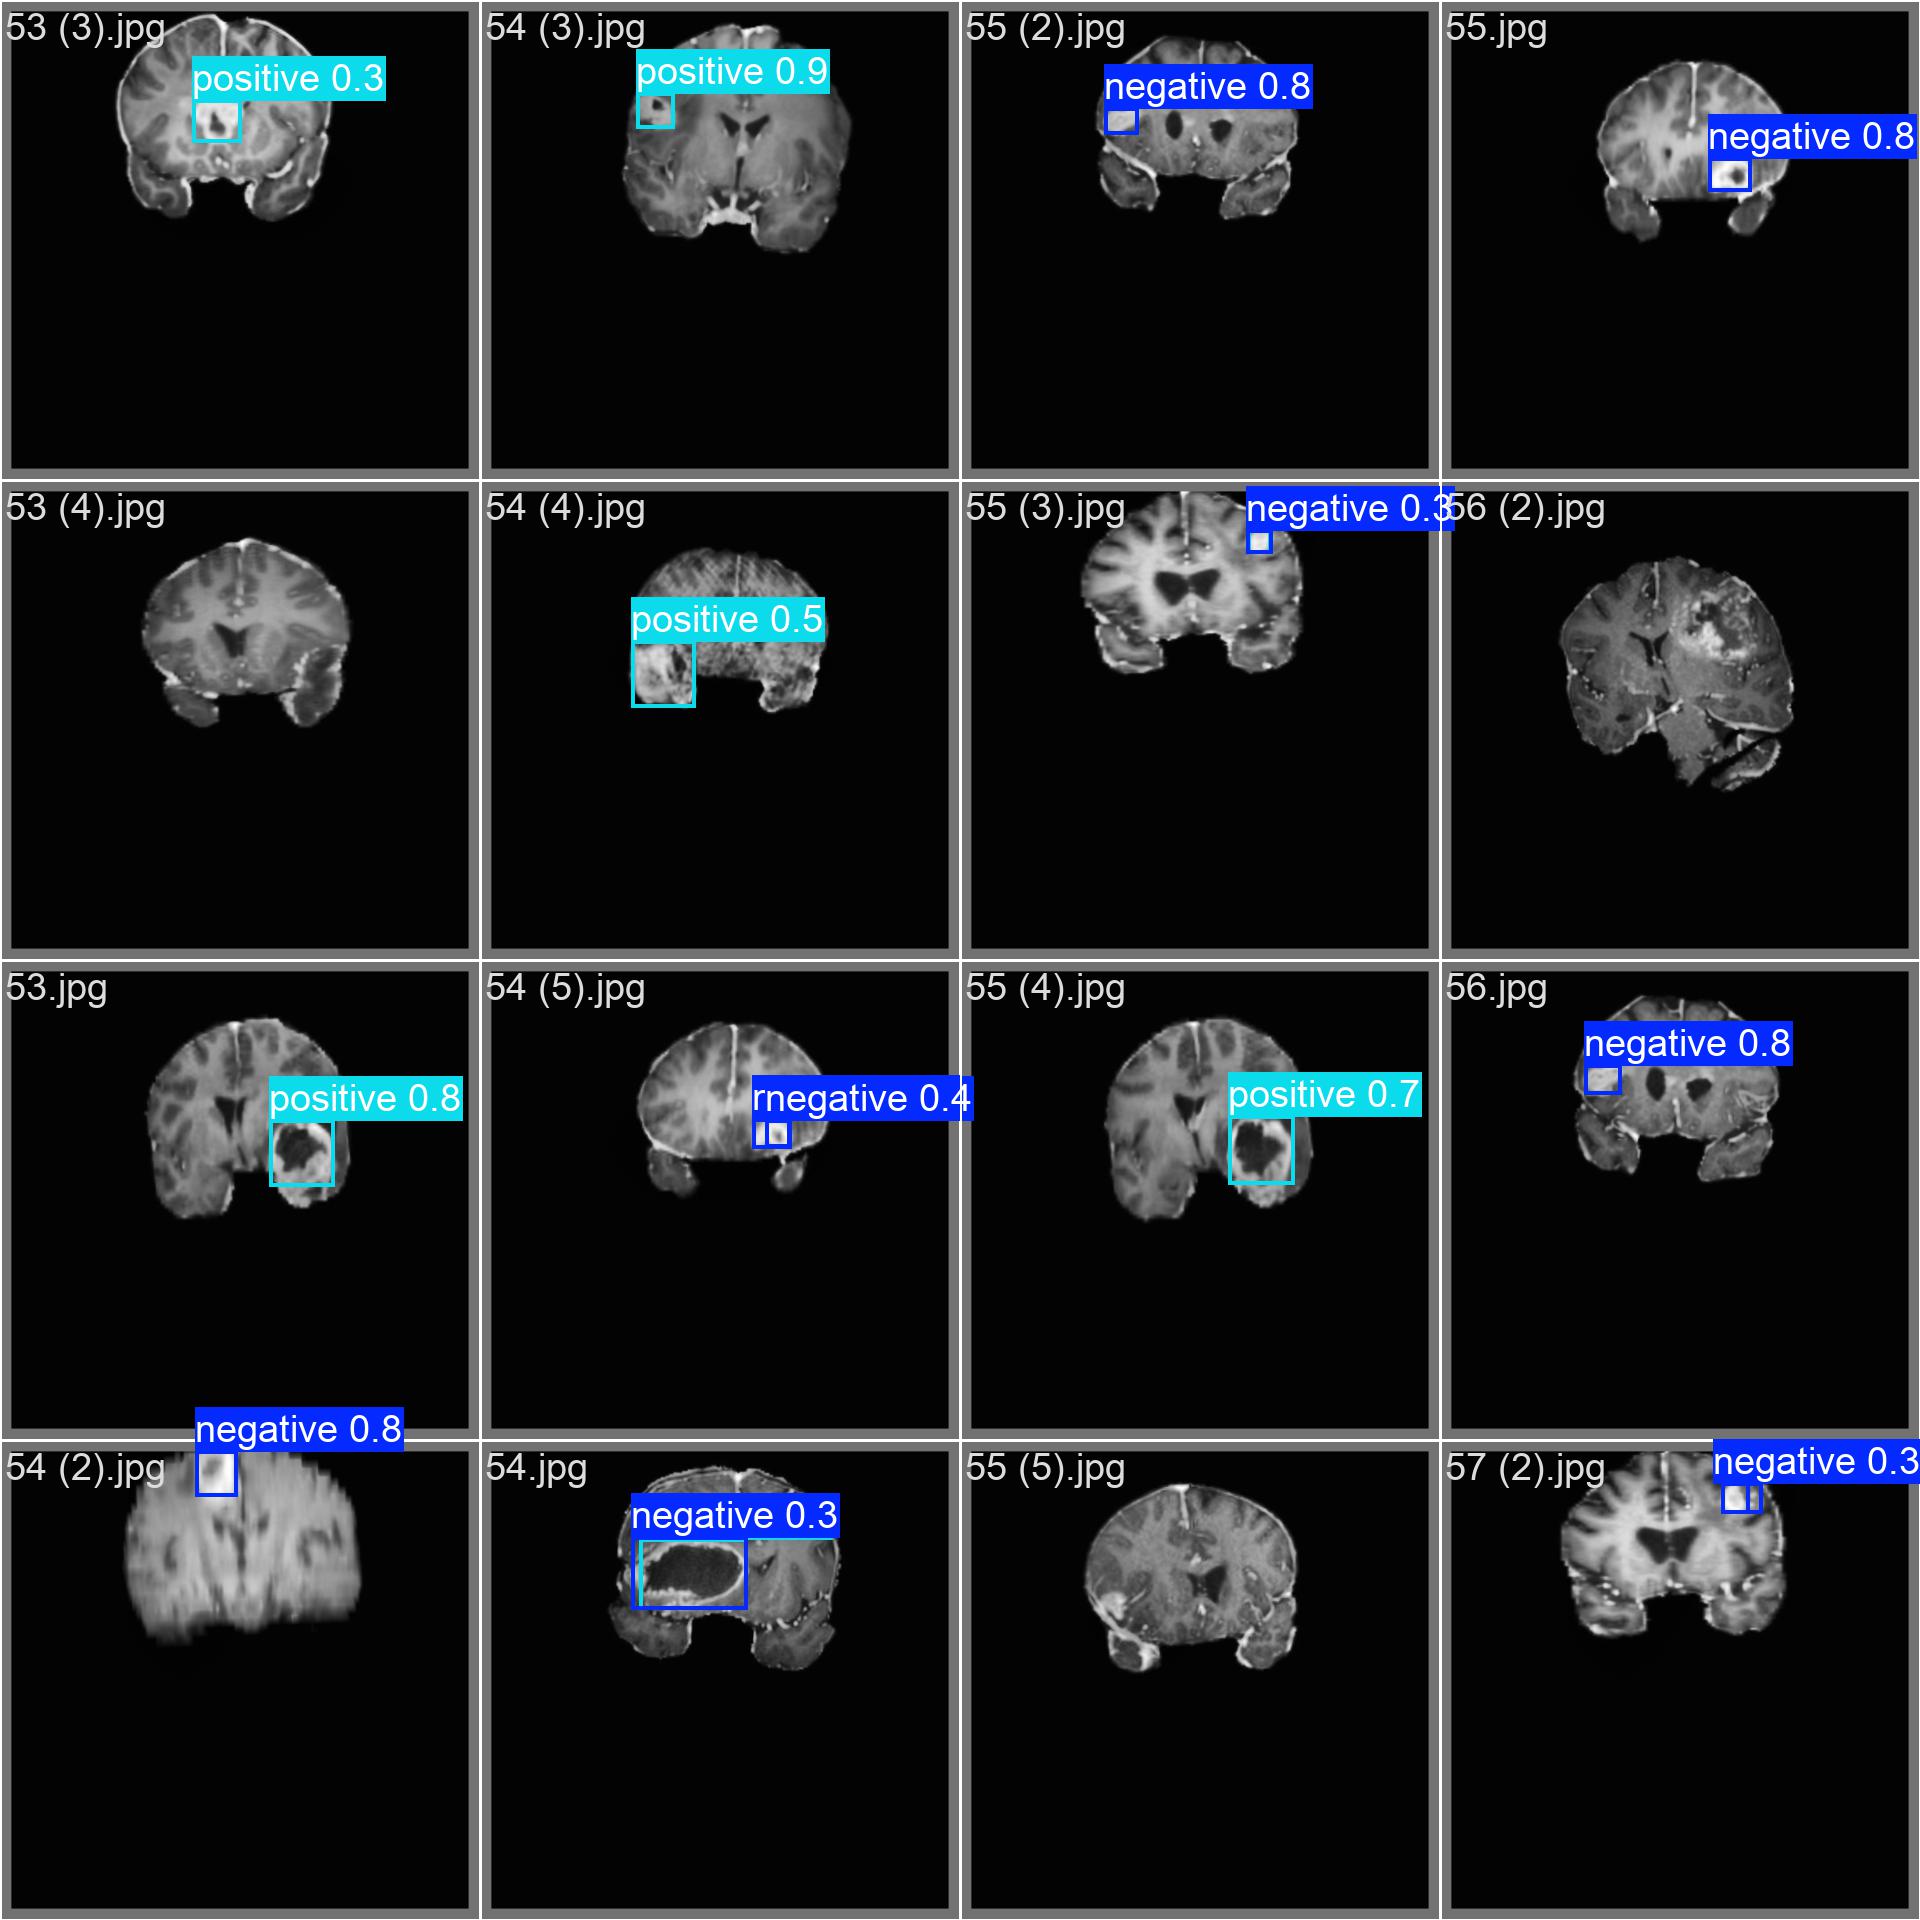 53 (3).jpg
positive 0.3
54 (3).jpg
positive 0.9
55 (2).jpg
negative 0.8
55.jpg
negative 0.8
53 (4).jpg
54 (4).jpg
positive 0.5
55 (3).jpg
negative 0.3
56 (2).jpg
53.jpg
positive 0.8
54 (5).jpg
negative 0.4
55 (4).jpg
positive 0.7
56.jpg
negative 0.8
54 (2).jpg
negative 0.8
54.jpg
negative 0.3
55 (5).jpg
57 (2).jpg
negative 0.3